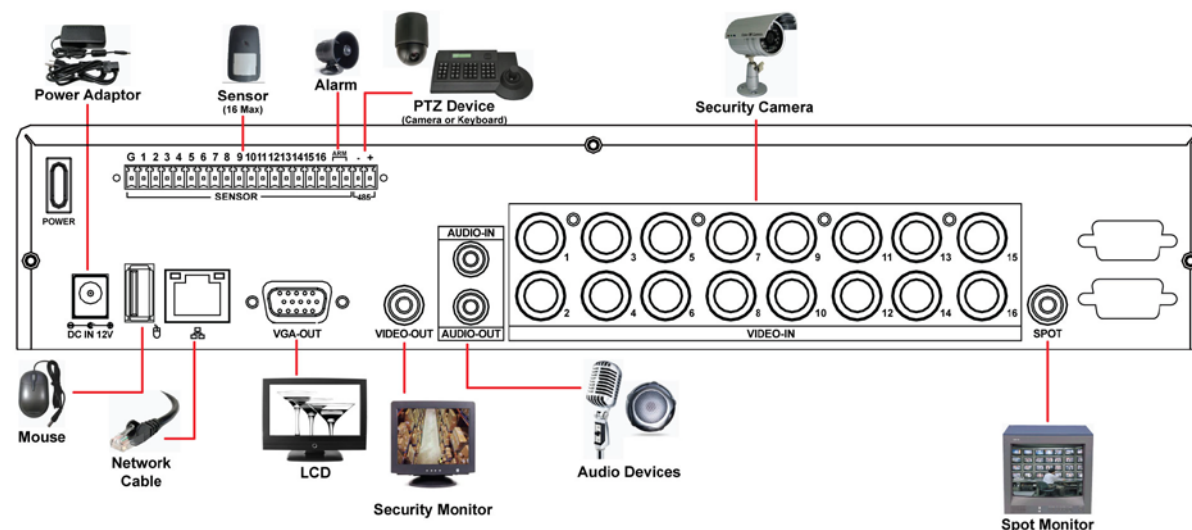 Power Adaptor
Sensor
(16 Max)
Alarm
PTZ Device
(Camera or Keyboard)
Security Camera
G 1 2 3 4 5 6 7 8 9 10 11 12 13 14 15 16 ARM - +
SENSOR
485
POWER
AUDIO-IN
1 3 5 7 9 11 13 15
2 4 6 8 10 12 14 16
DC IN 12V
VGA-OUT
VIDEO-OUT
AUDIO-OUT
VIDEO-IN
SPOT
Mouse
Network
Cable
LCD
Security Monitor
Audio Devices
Spot Monitor